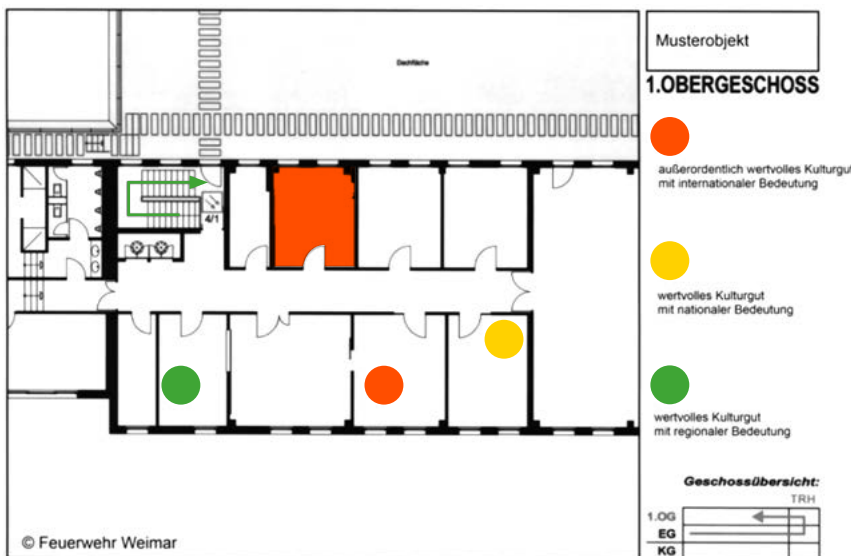 Musterobjekt
1.OBERGESCHOSS
Dachfläche
außerordentlich wertvolles Kulturgut
mit internationaler Bedeutung
4/1
wertvolles Kulturgut
mit nationaler Bedeutung
wertvolles Kulturgut
mit regionaler Bedeutung
Geschossübersicht:
TRH
1.OG
EG
KG
© Feuerwehr Weimar